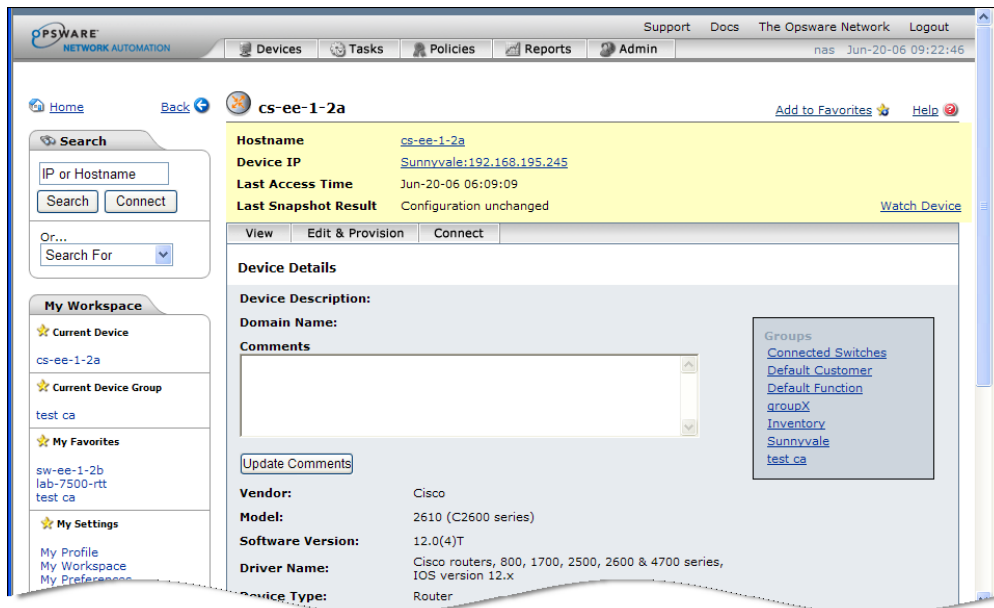 OPSWARE
NETWORK AUTOMATION
Support Docs The Opsware Network Logout
Devices Tasks Policies Reports Admin
nas Jun-20-06 09:22:46
Home Back
Search
IP or Hostname
Search Connect
Or...
Search For
My Workspace
Current Device
cs-ee-1-2a
Current Device Group
test ca
My Favorites
sw-ee-1-2b
lab-7500-rtt
test ca
My Settings
My Profile
My Workspace
My Preferences
cs-ee-1-2a
Add to Favorites Help
Hostname cs-ee-1-2a
Device IP Sunnyvale:192.168.195.245
Last Access Time Jun-20-06 06:09:09
Last Snapshot Result Configuration unchanged
Watch Device
View Edit & Provision Connect
Device Details
Device Description:
Domain Name:
Comments
Update Comments
Groups
Connected Switches
Default Customer
Default Function
groupX
Inventory
Sunnyvale
test ca
Vendor: Cisco
Model: 2610 (C2600 series)
Software Version: 12.0(4)T
Driver Name: Cisco routers, 800, 1700, 2500, 2600 & 4700 series,
IOS version 12.x
Device Type: Router